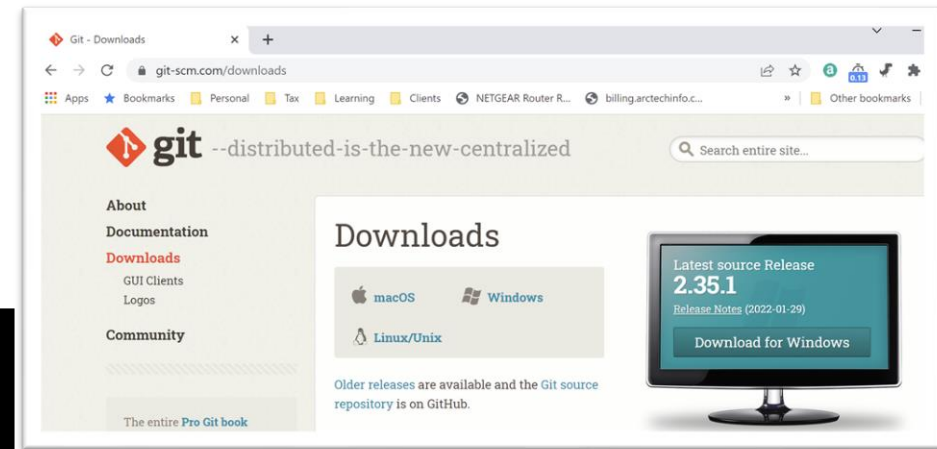 Git - Downloads
git-scm.com/downloads
0.13
Apps Bookmarks Personal Tax Learning Clients NETGEAR Router R... billing.arctechinfo.c... » Other bookmarks
git --distributed-is-the-new-centralized
Search entire site...
About
Documentation
Downloads
GUI Clients
Logos
Community
The entire Pro Git book
Downloads
macOS Windows
Linux/Unix
Older releases are available and the Git source
repository is on GitHub.
Latest source Release
2.35.1
Release Notes (2022-01-29)
Download for Windows